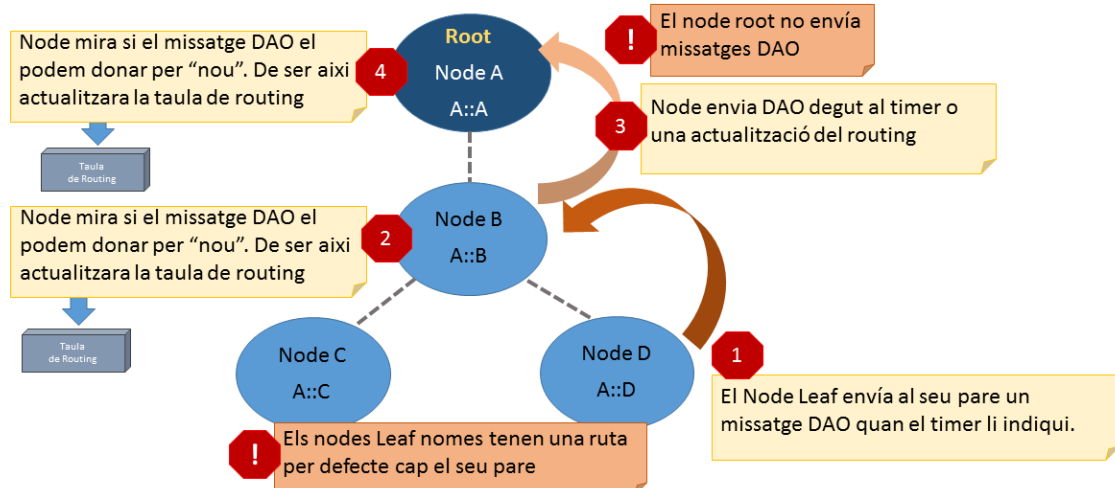 Node mira si el missatge DAO el
podem donar per “nou”. De ser aixi
actualitzara la taula de routing
4
Root
Node A
A::A
!
El node root no envía
missatges DAO
3
Node envia DAO degut al timer o
una actualització del routing
Taula
de Routing
Node mira si el missatge DAO el
podem donar per “nou”. De ser aixi
actualitzara la taula de routing
2
Node B
A::B
Taula
de Routing
Node C
A::C
Node D
A::D
1
El Node Leaf envía al seu pare un
missatge DAO quan el timer li indiqui.
!
Els nodes Leaf nomes tenen una ruta
per defecte cap el seu pare